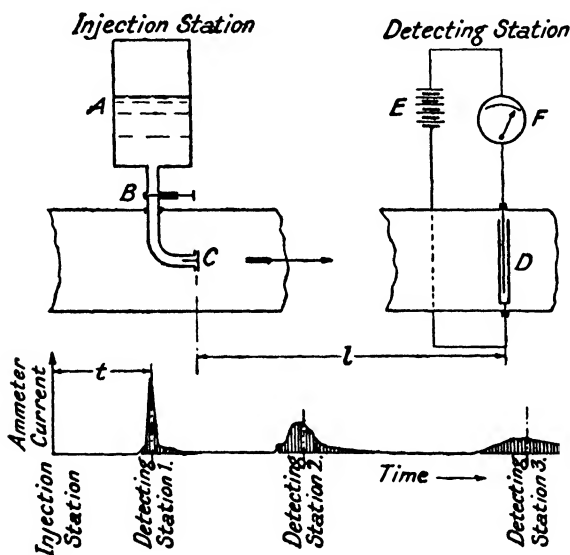 Injection Station
Detecting Station
A
E
F
B
C
D
l
t
Ammeter
Current
Time
Injection
Station
Detecting
Station 1.
Detecting
Station 2.
Detecting
Station 3.